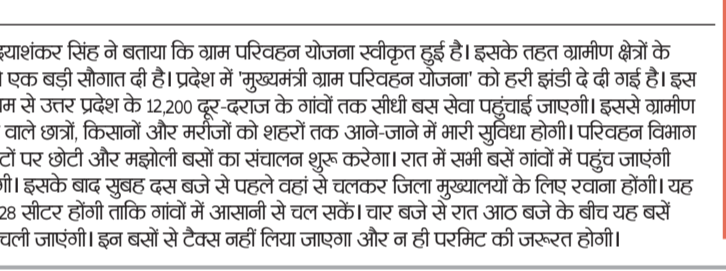 दयाशंकर सिंह ने बताया कि ग्राम परिवहन योजना स्वीकृत हुई है। इसके तहत ग्रामीण क्षेत्रों के
एक बड़ी सौगात दी है। प्रदेश में 'मुख्यमंत्री ग्राम परिवहन योजना' को हरी झंडी दे दी गई है। इस
से उत्तर प्रदेश के 12,200 दूर-दराज के गांवों तक सीधी बस सेवा पहुंचाई जाएगी। इससे ग्रामीण
वाले छात्रों, किसानों और मरीजों को शहरों तक आने-जाने में भारी सुविधा होगी। परिवहन विभाग
पर छोटी और मझोली बसों का संचालन शुरू करेगा। रात में सभी बसें गांवों में पहुंच जाएंगी
इसके बाद सुबह दस बजे से पहले वहां से चलकर जिला मुख्यालयों के लिए रवाना होंगी। यह
28 सीटर होंगी ताकि गांवों में आसानी से चल सकें। चार बजे से रात आठ बजे के बीच यह बसें
चली जाएंगी। इन बसों से टैक्स नहीं लिया जाएगा और न ही परमिट की जरूरत होगी।